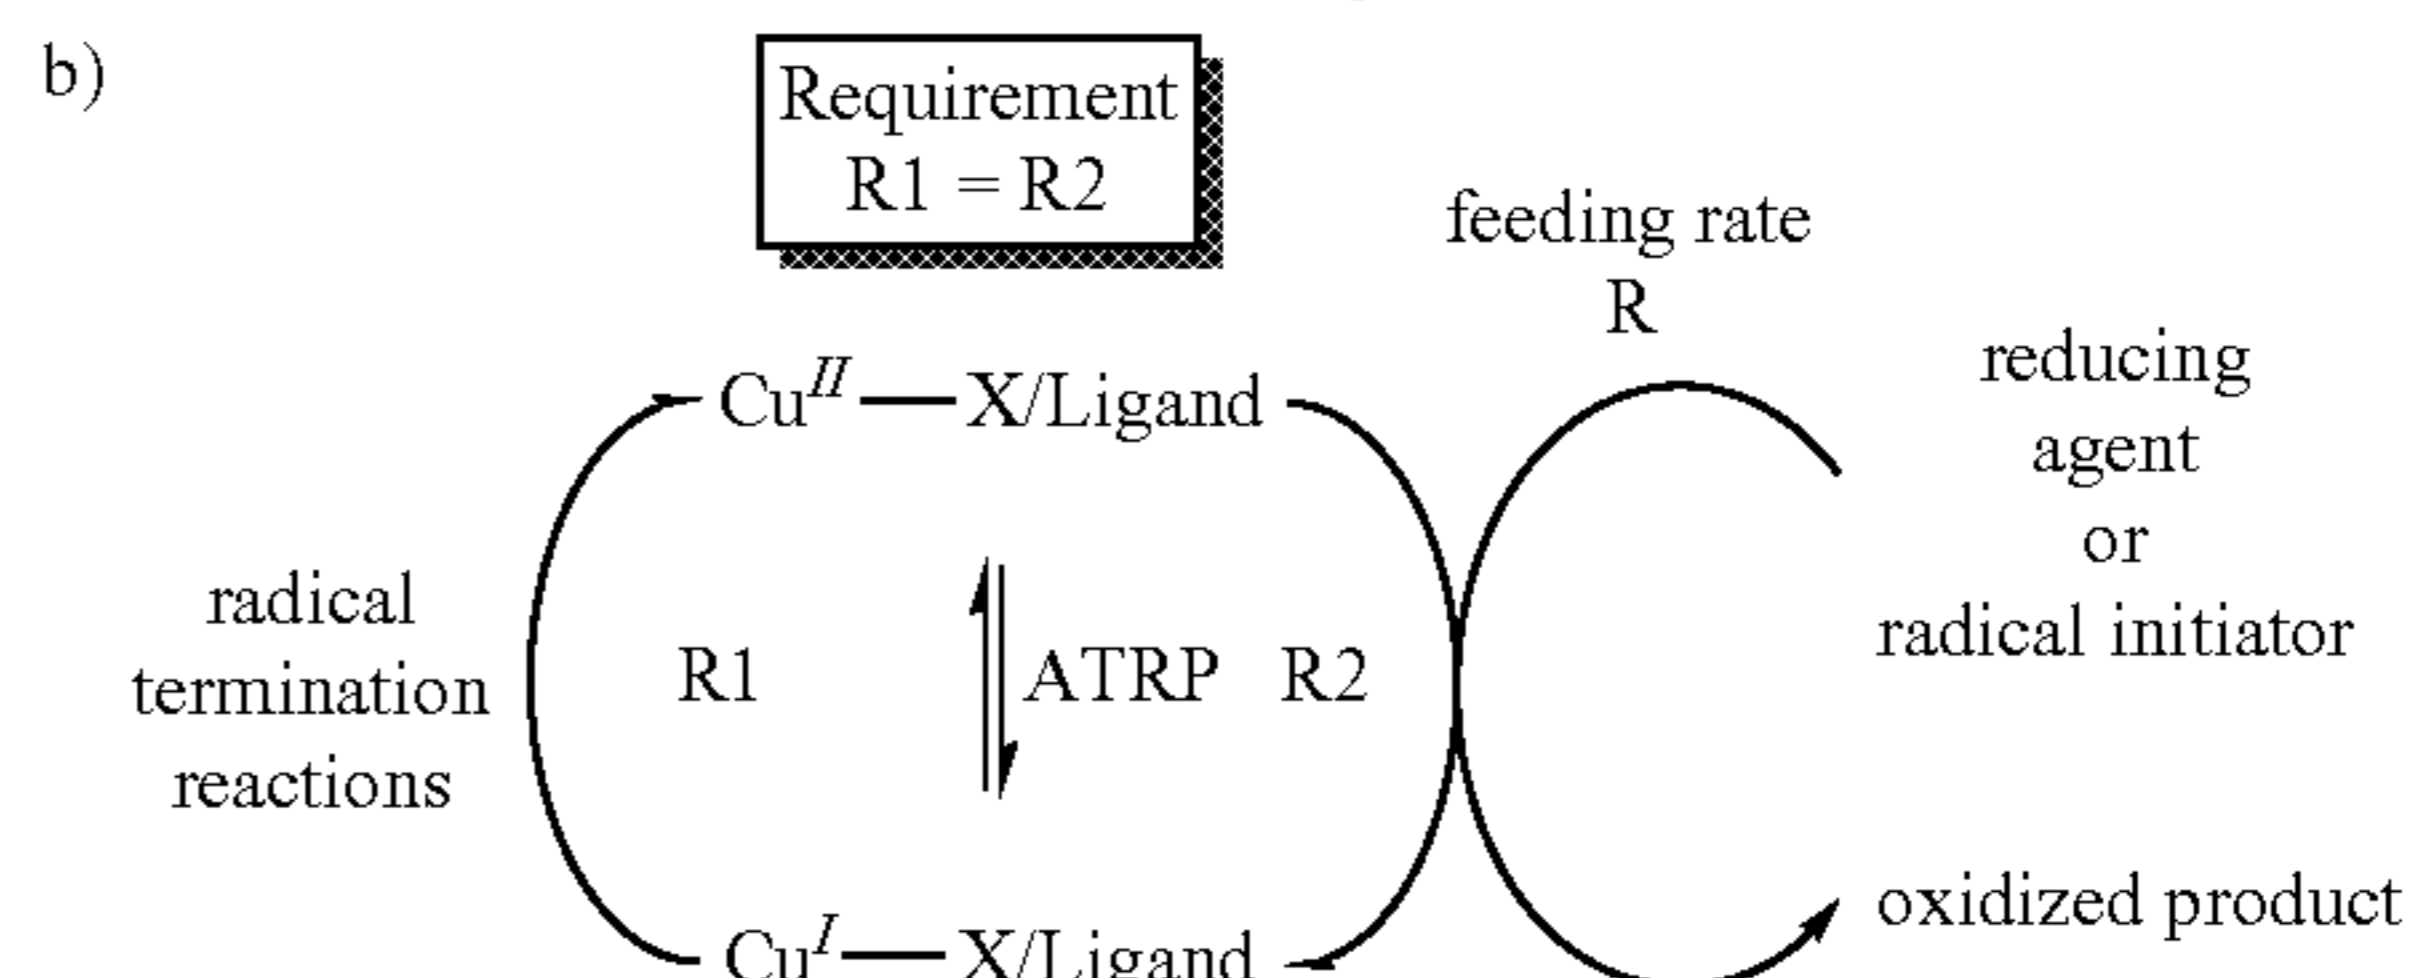 b)
Requirement
R1 = R2
feeding rate
R
reducing
agent
or
radical initiator
Cu^II—X/Ligand
radical
termination
reactions
R1
ATRP
R2
oxidized product
Cu^I—X/Ligand